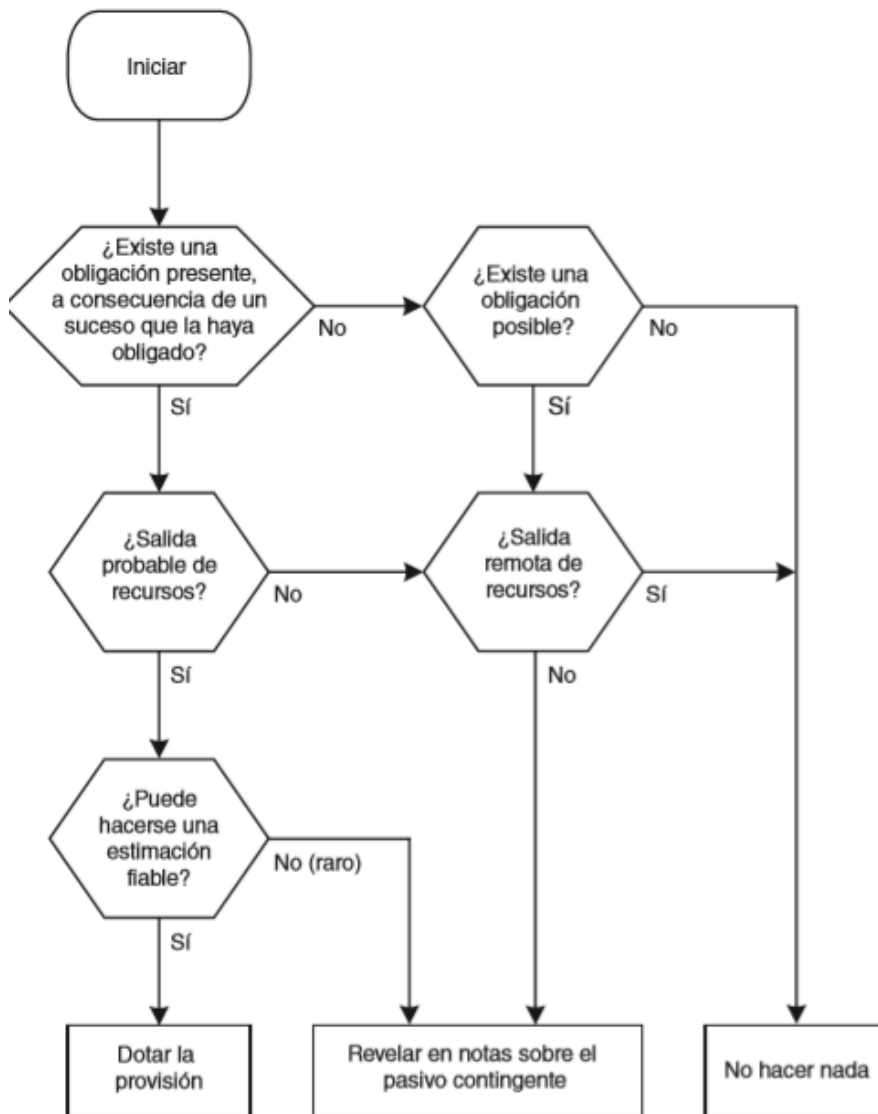 Iniciar
¿Existe una
obligación presente,
a consecuencia de un
suceso que la haya
obligado?
No
¿Existe una
obligación
posible?
No
Sí
Sí
¿Salida
probable de
recursos?
No
¿Salida
remota de
recursos?
Sí
Sí
No
¿Puede
hacerse una
estimación
fiable?
No (raro)
Sí
Dotar la
provisión
Revelar en notas sobre el
pasivo contingente
No hacer nada